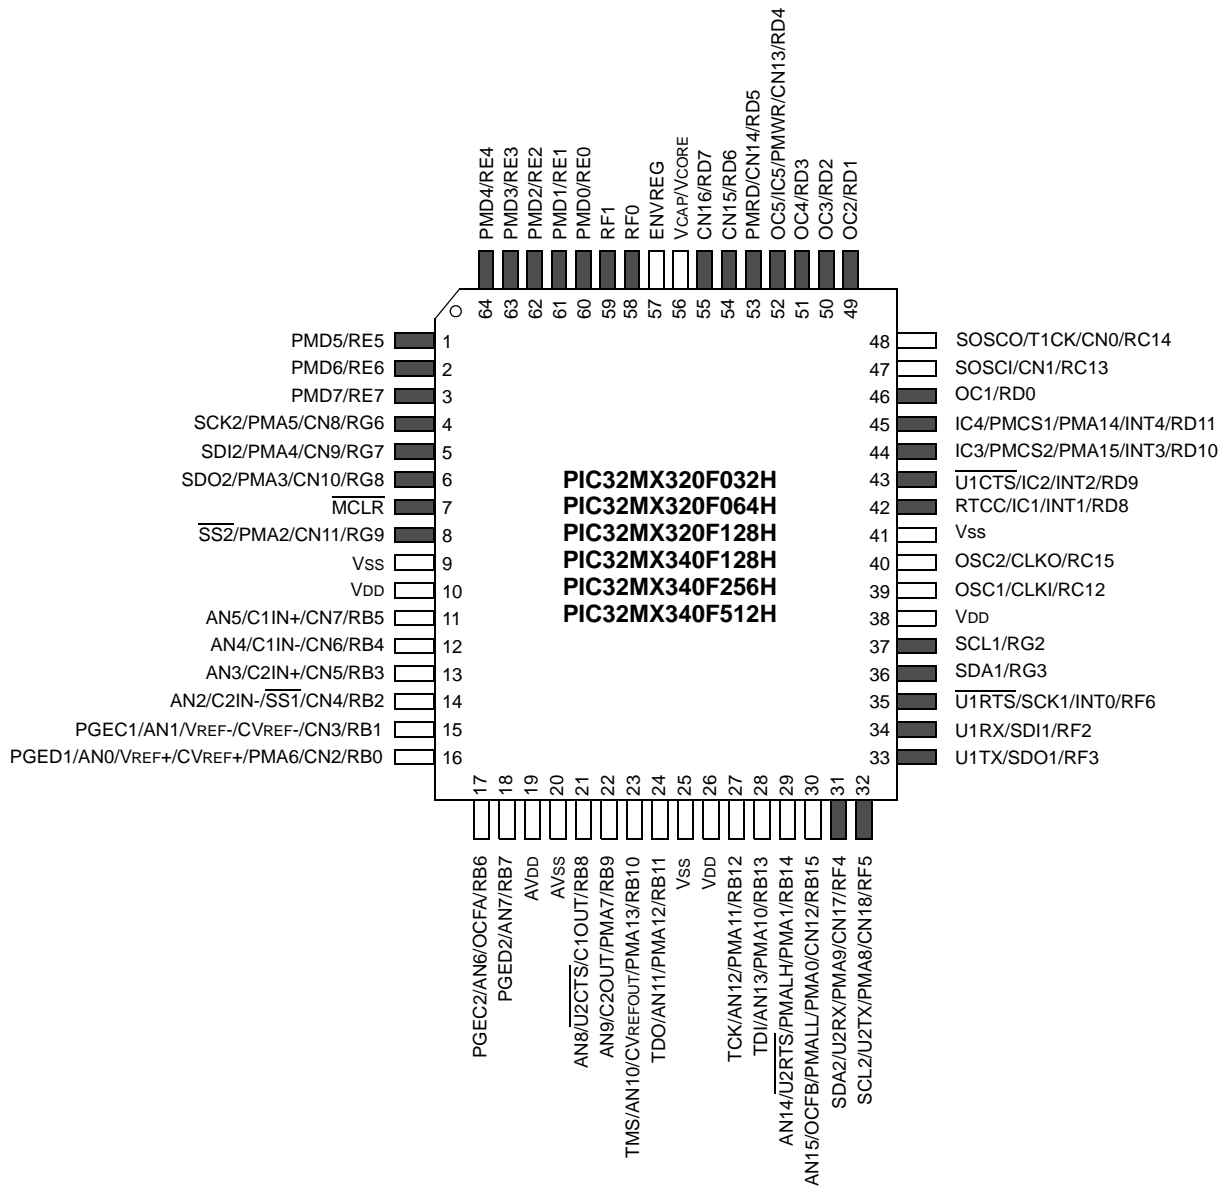 PMD4/RE4
PMD3/RE3
PMD2/RE2
PMD1/RE1
PMD0/RE0
RF1
RF0
ENVREG
VCAP/VCORE
CN16/RD7
CN15/RD6
PMRD/CN14/RD5
OC5/IC5/PMWR/CN13/RD4
OC4/RD3
OC3/RD2
OC2/RD1
64
63
62
61
60
59
58
57
56
55
54
53
52
51
50
49
PMD5/RE5 1
PMD6/RE6 2
PMD7/RE7 3
SCK2/PMA5/CN8/RG6 4
SDI2/PMA4/CN9/RG7 5
SDO2/PMA3/CN10/RG8 6
MCLR 7
SS2/PMA2/CN11/RG9 8
VSS 9
VDD 10
AN5/C1IN+/CN7/RB5 11
AN4/C1IN-/CN6/RB4 12
AN3/C2IN+/CN5/RB3 13
AN2/C2IN-/SS1/CN4/RB2 14
PGEC1/AN1/VREF-/CVREF-/CN3/RB1 15
PGED1/AN0/VREF+/CVREF+/PMA6/CN2/RB0 16
PIC32MX320F032H
PIC32MX320F064H
PIC32MX320F128H
PIC32MX340F128H
PIC32MX340F256H
PIC32MX340F512H
48 SOSCO/T1CK/CN0/RC14
47 SOSCI/CN1/RC13
46 OC1/RD0
45 IC4/PMCS1/PMA14/INT4/RD11
44 IC3/PMCS2/PMA15/INT3/RD10
43 U1CTS/IC2/INT2/RD9
42 RTCC/IC1/INT1/RD8
41 Vss
40 OSC2/CLKO/RC15
39 OSC1/CLKI/RC12
38 VDD
37 SCL1/RG2
36 SDA1/RG3
35 U1RTS/SCK1/INT0/RF6
34 U1RX/SDI1/RF2
33 U1TX/SDO1/RF3
17
18
19
20
21
22
23
24
25
26
27
28
29
30
31
32
PGEC2/AN6/OCFA/RB6
PGED2/AN7/RB7
AVDD
AVSS
AN8/U2CTS/C1OUT/RB8
AN9/C2OUT/PMA7/RB9
TMS/AN10/CVREFOUT/PMA13/RB10
TDO/AN11/PMA12/RB11
VSS
VDD
TCK/AN12/PMA11/RB12
TDI/AN13/PMA10/RB13
AN14/U2RTS/PMALH/PMA1/RB14
AN15/OCFB/PMALL/PMA0/CN12/RB15
SDA2/U2RX/PMA9/CN17/RF4
SCL2/U2TX/PMA8/CN18/RF5